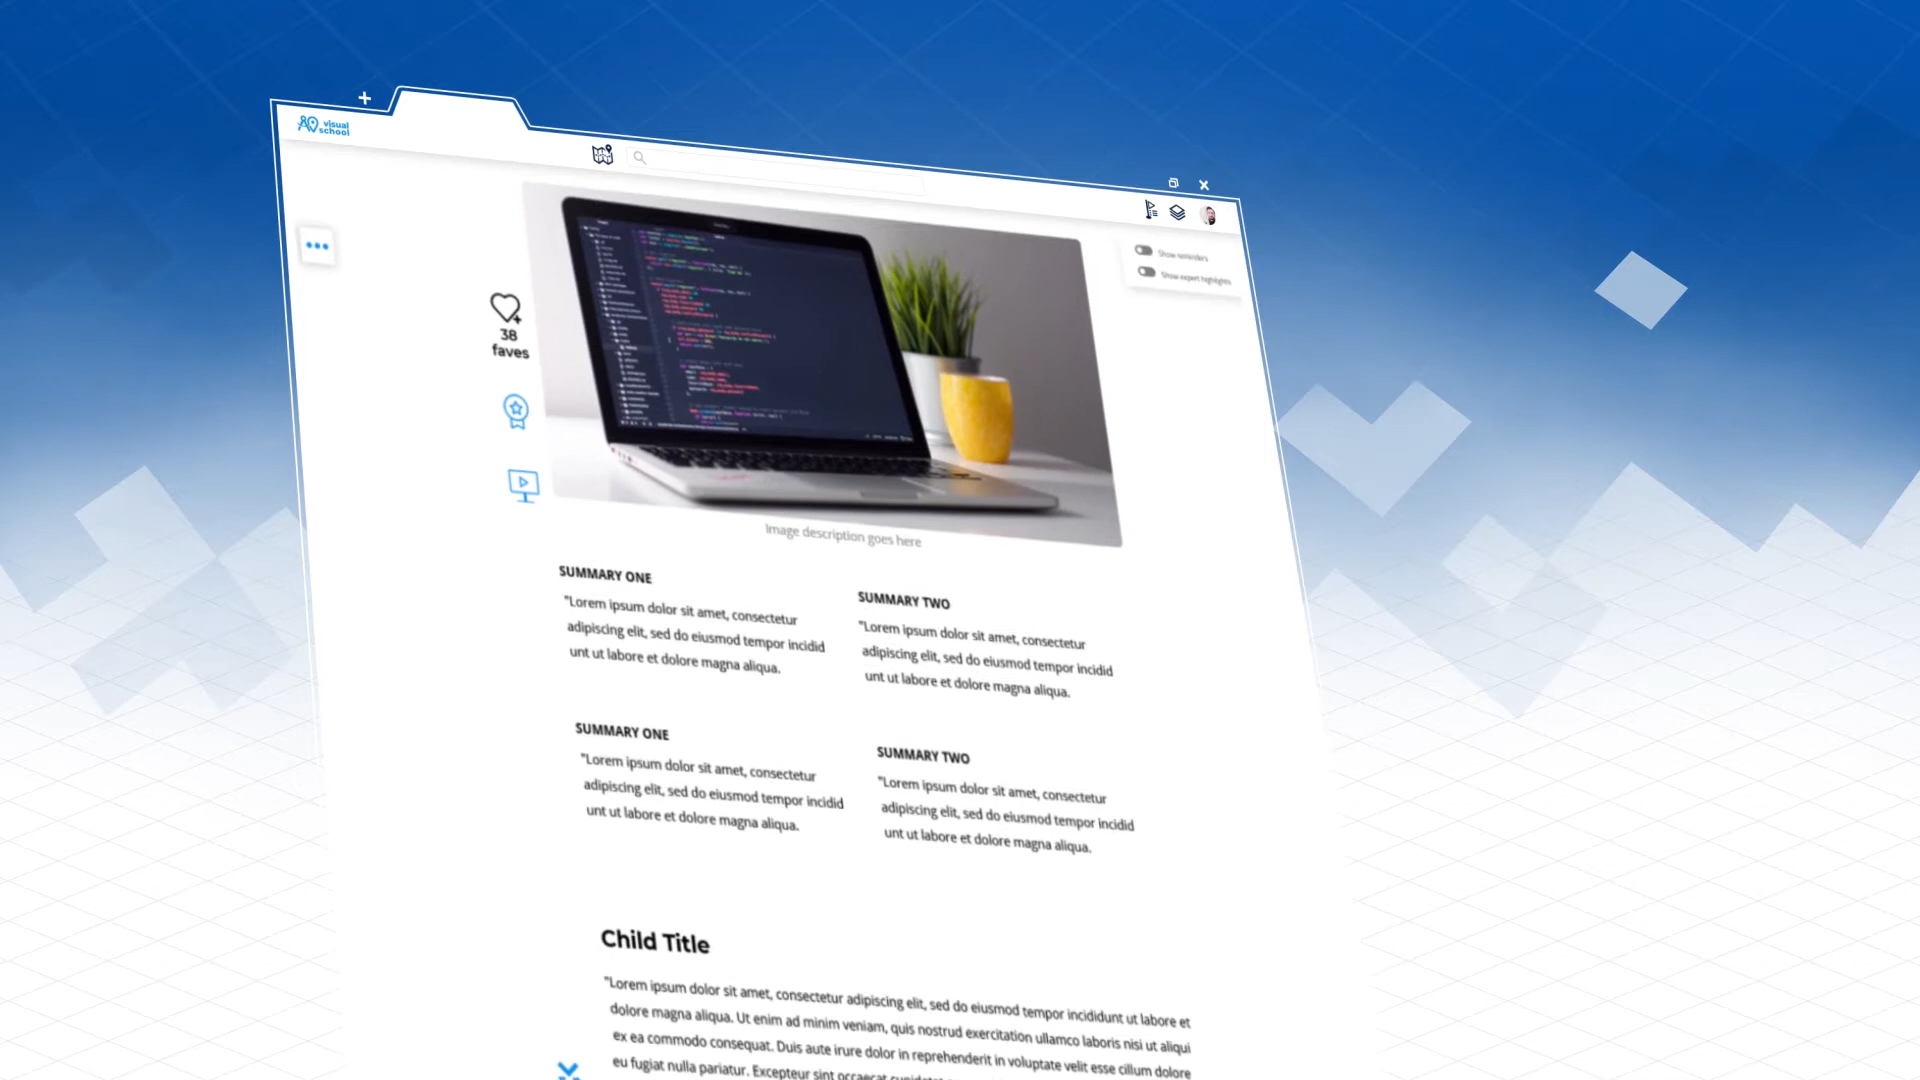 visual
school
Show reminders
Show expert highlights
38
faves
Image description goes here
SUMMARY ONE
"Lorem ipsum dolor sit amet, consectetur
adipiscing elit, sed do eiusmod tempor incidid
unt ut labore et dolore magna aliqua.
SUMMARY TWO
"Lorem ipsum dolor sit amet, consectetur
adipiscing elit, sed do eiusmod tempor incidid
unt ut labore et dolore magna aliqua.
SUMMARY ONE
"Lorem ipsum dolor sit amet, consectetur
adipiscing elit, sed do eiusmod tempor incidid
unt ut labore et dolore magna aliqua.
SUMMARY TWO
"Lorem ipsum dolor sit amet, consectetur
adipiscing elit, sed do eiusmod tempor incidid
unt ut labore et dolore magna aliqua.
Child Title
"Lorem ipsum dolor sit amet, consectetur adipiscing elit, sed do eiusmod tempor incididunt ut labore et
dolore magna aliqua. Ut enim ad minim veniam, quis nostrud exercitation ullamco laboris nisi ut aliqui
ex ea commodo consequat. Duis aute irure dolor in reprehenderit in voluptate velit esse cillum dolore
eu fugiat nulla pariatur. Excepteur sint occaecat